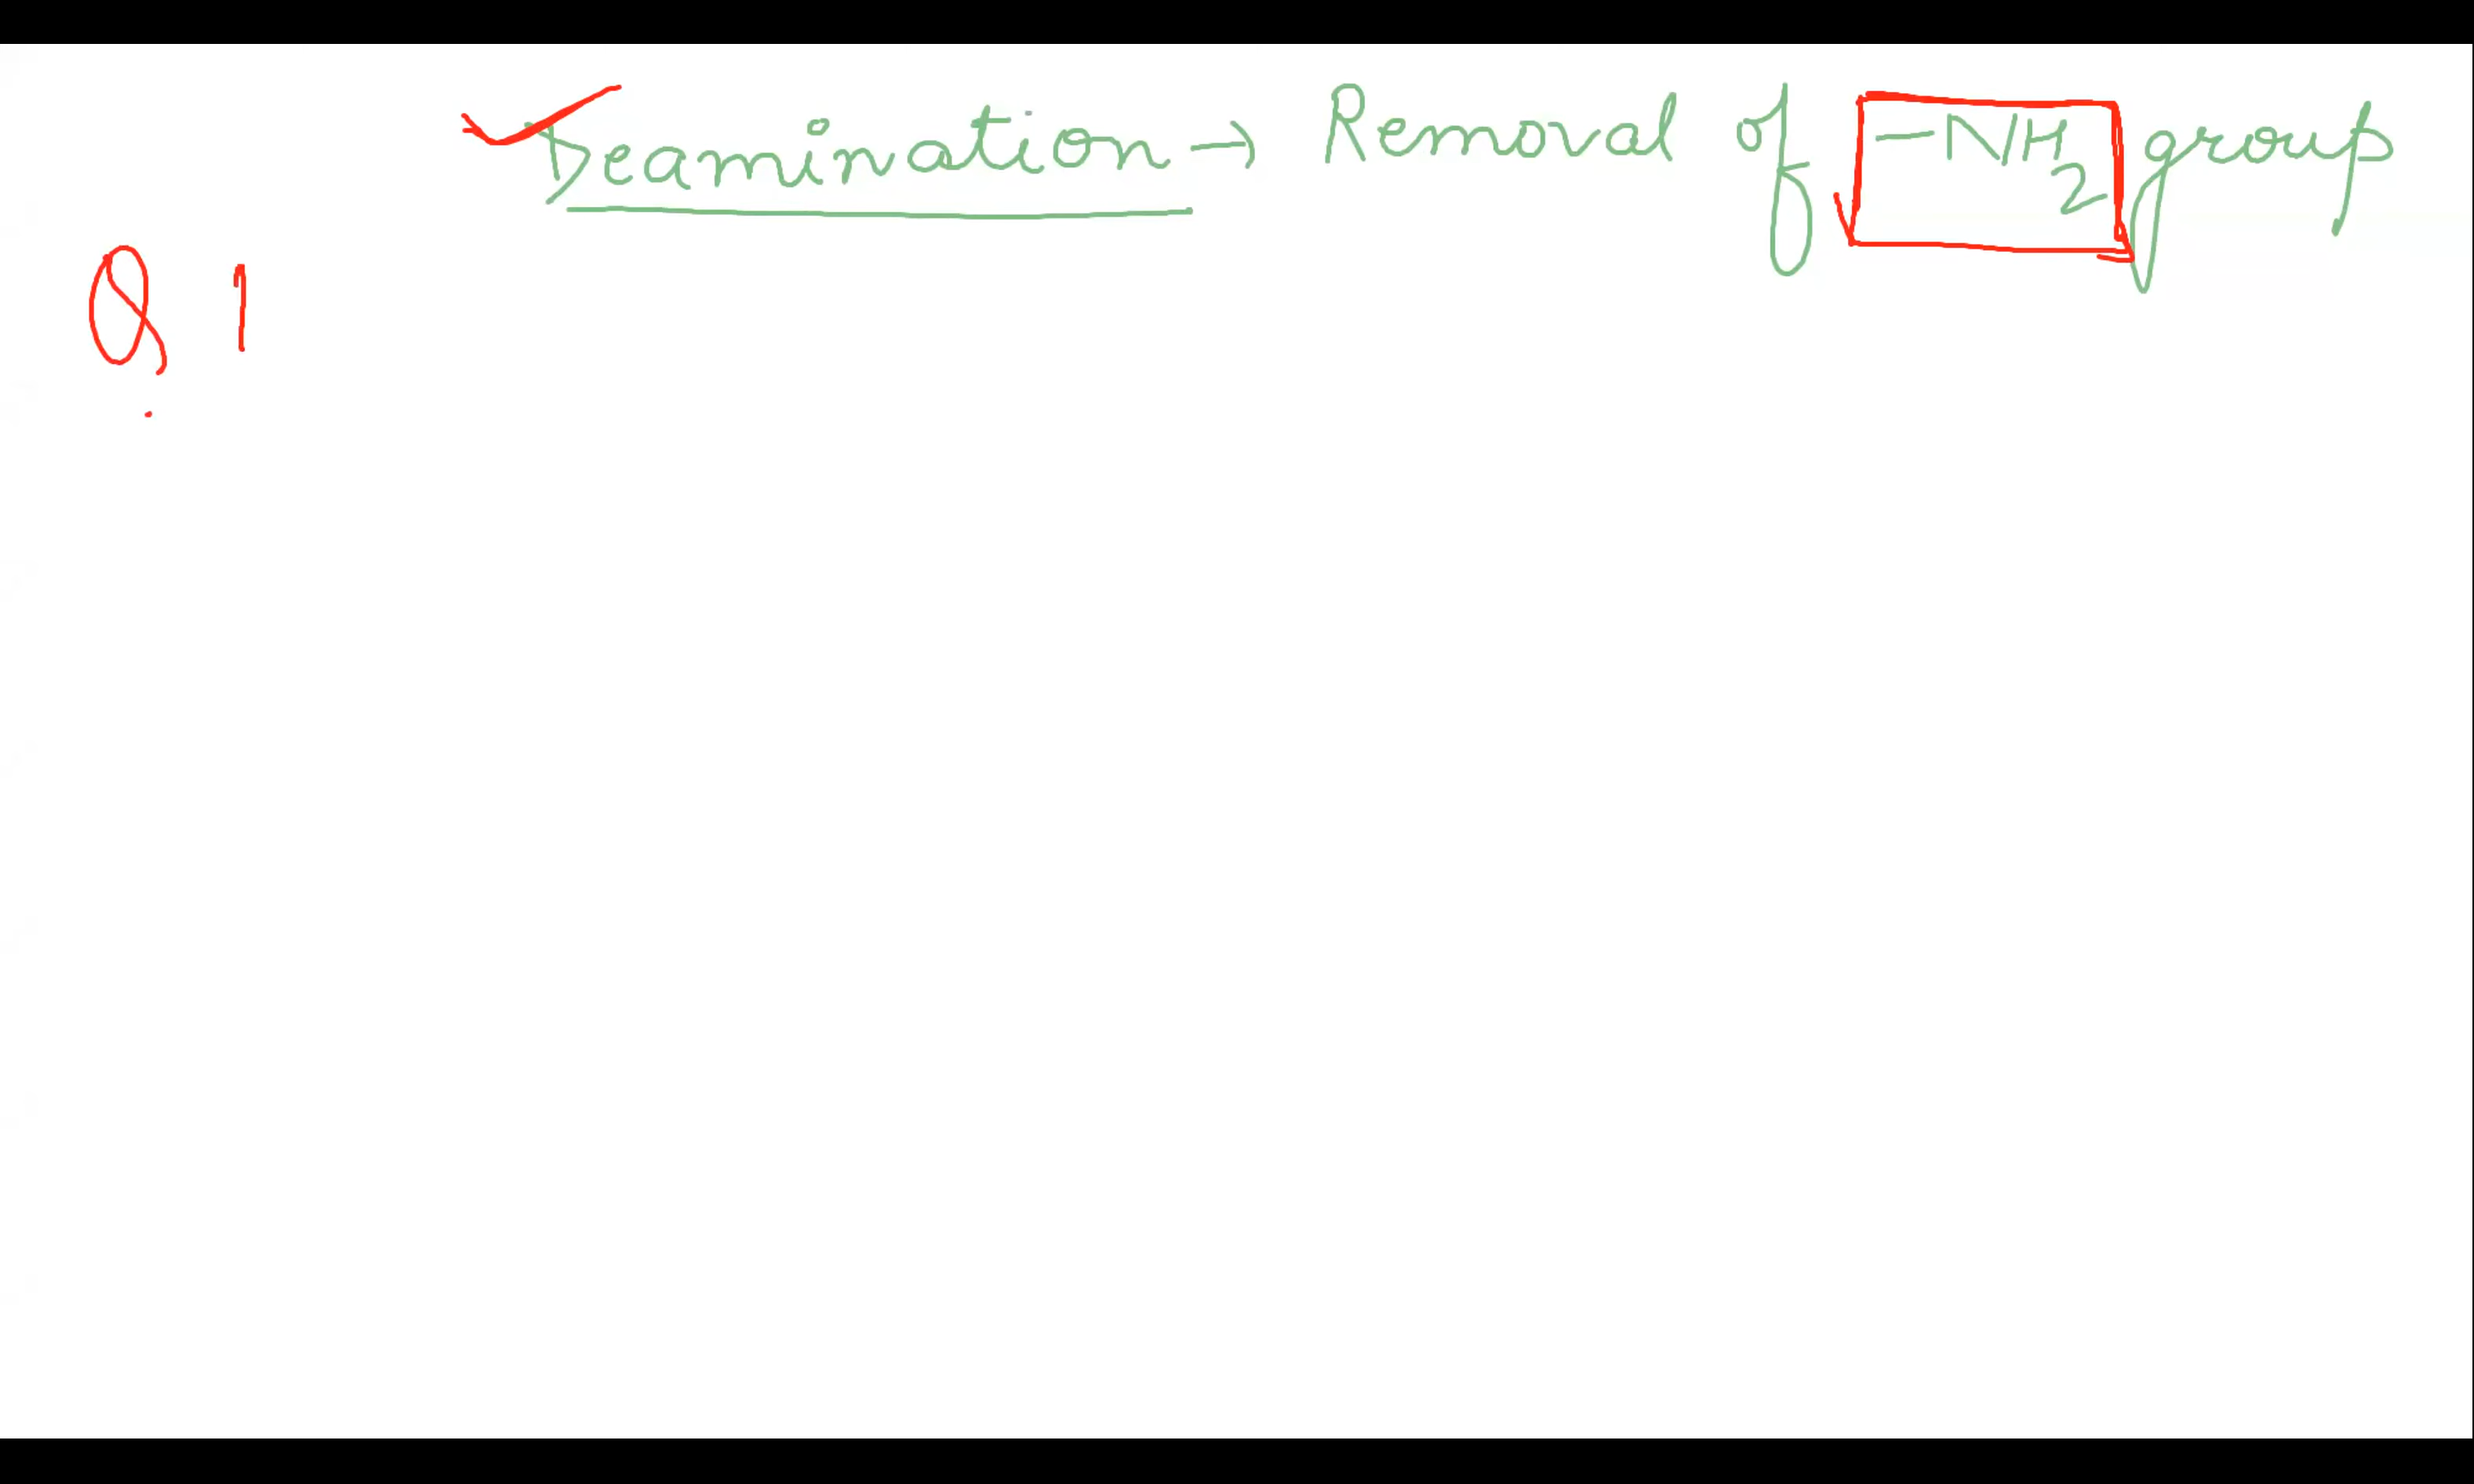 Deamination → Removal of -NH2 group
Q. 1